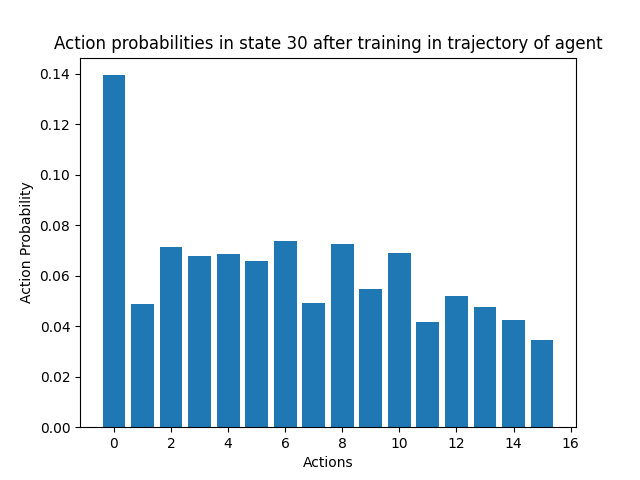 Action probabilities in state 30 after training in trajectory of agent
0.14
0.12
0.10
0.08
0.06
0.04
0.02
0.00
Action Probability
0 2 4 6 8 10 12 14 16
Actions